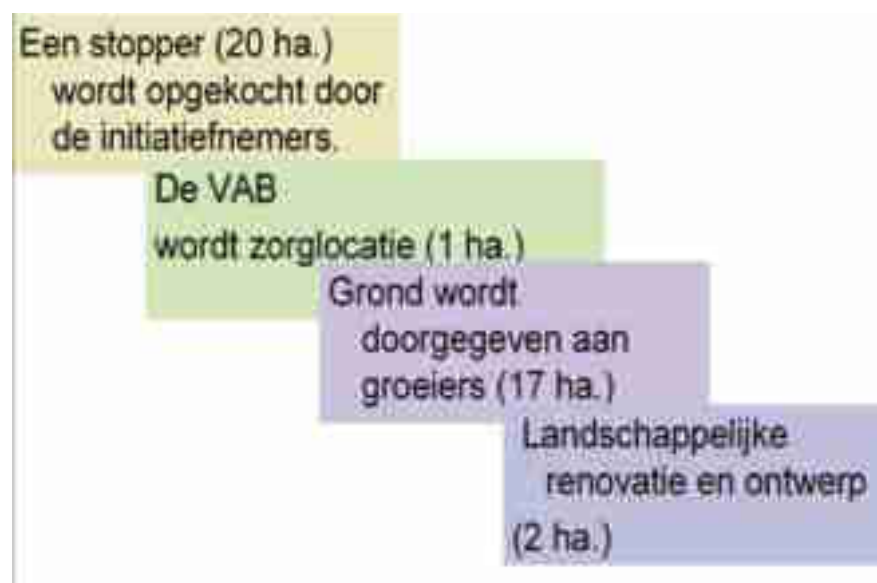 Een stopper (20 ha.)
wordt opgekocht door
de initiatiefnemers.
De VAB
wordt zorglocatie (1 ha.)
Grond wordt
doorgegeven aan
groeiers (17 ha.)
Landschappelijke
renovatie en ontwerp
(2 ha.)